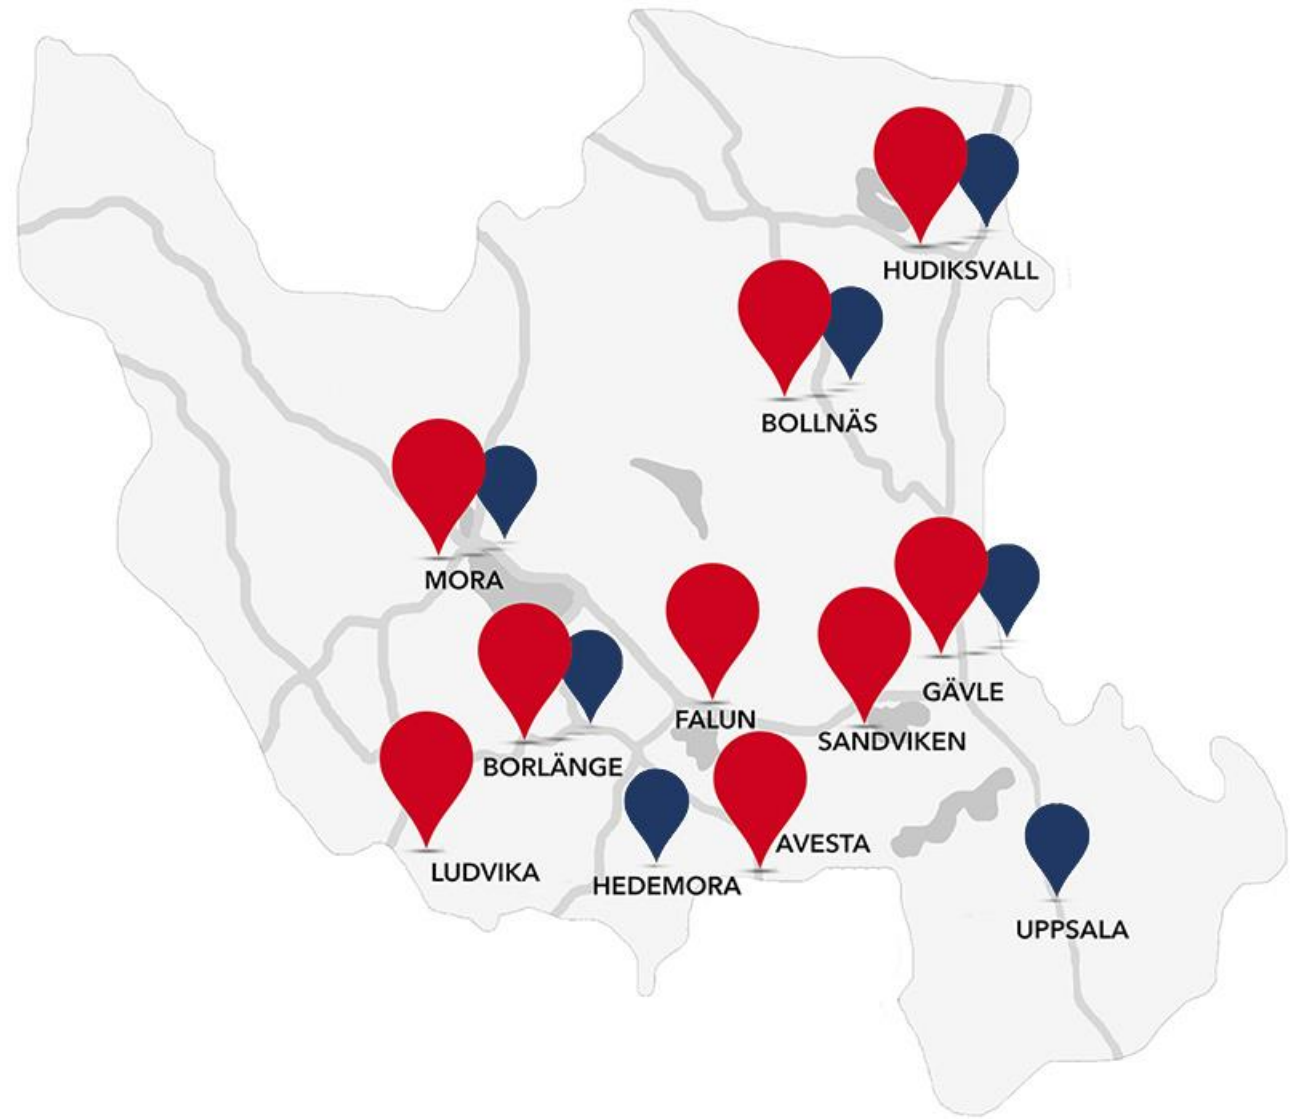 HUDIKSVALL
BOLLNÄS
MORA
GÄVLE
FALUN
SANDVIKEN
BORLÄNGE
AVESTA
LUDVIKA
HEDEMORA
UPPSALA